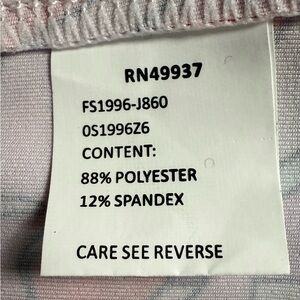 RN49937
FS1996-J860
0S1996Z6
CONTENT:
88% POLYESTER
12% SPANDEX
CARE SEE REVERSE